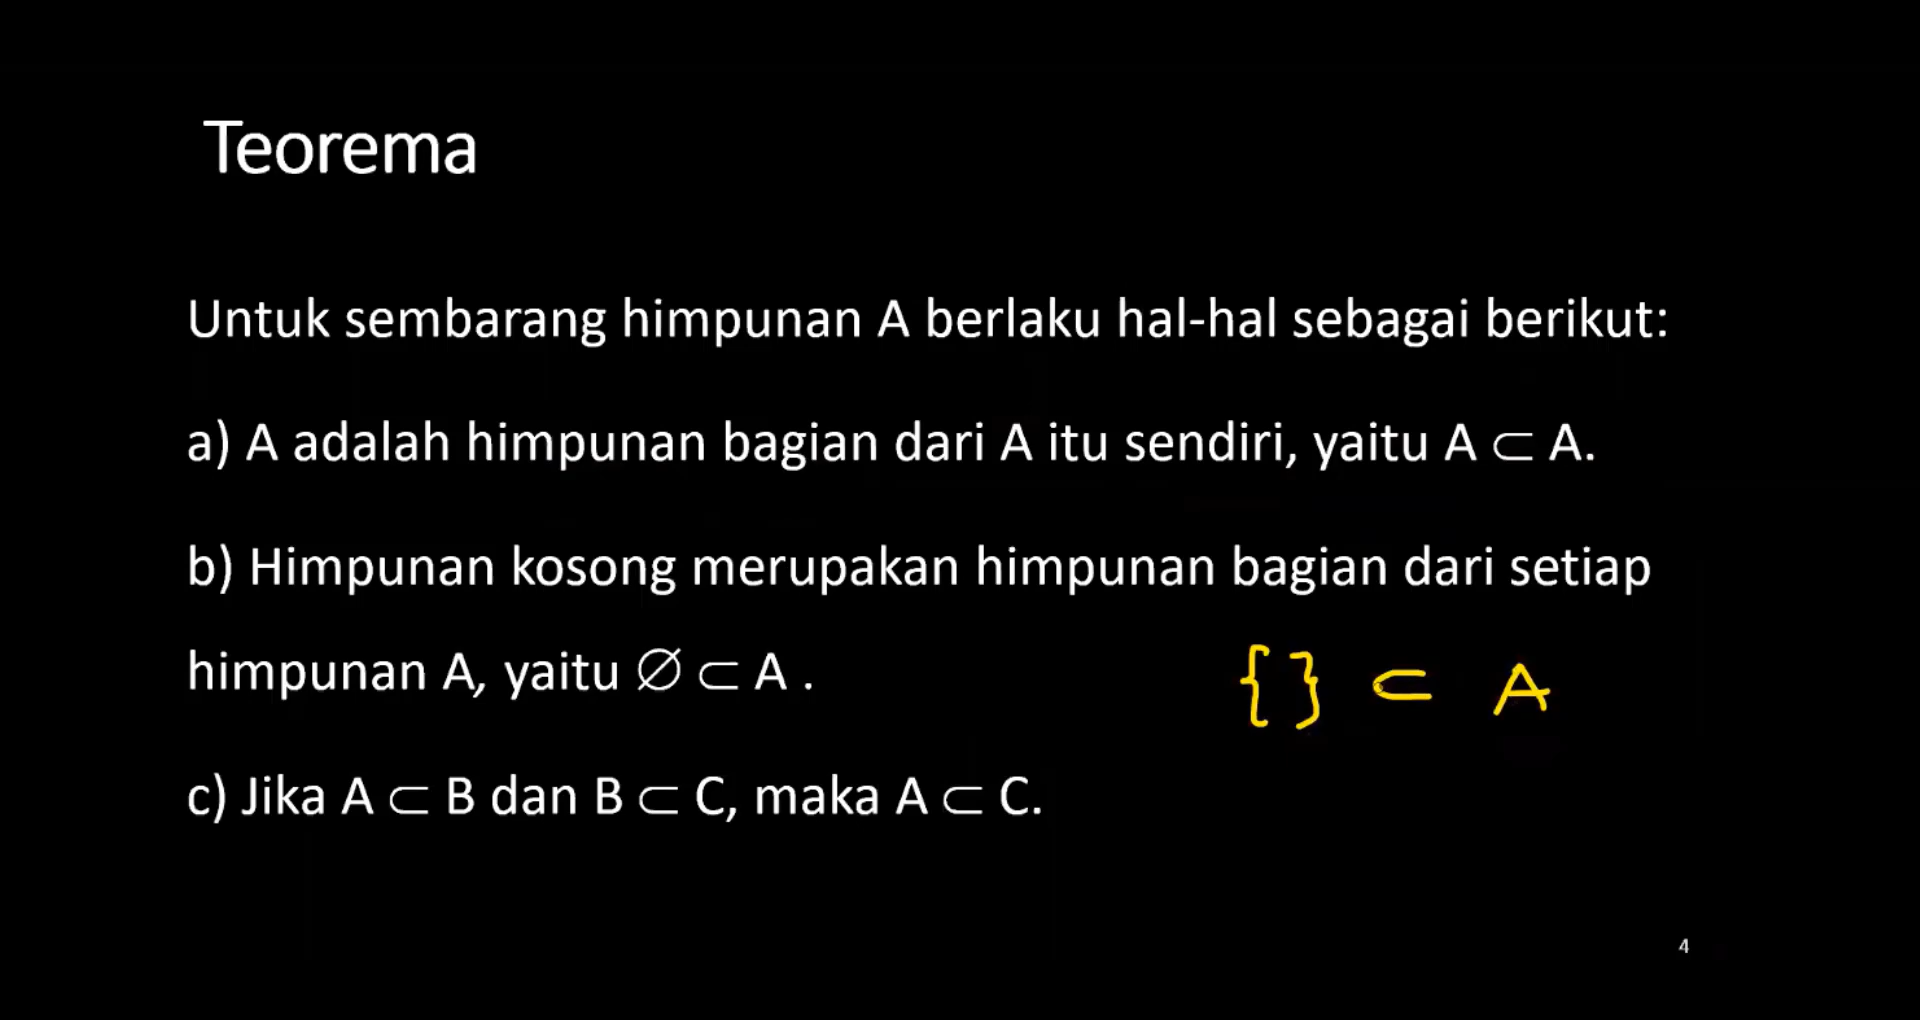 Teorema
Untuk sembarang himpunan A berlaku hal-hal sebagai berikut:
a) A adalah himpunan bagian dari A itu sendiri, yaitu A ⊂ A.
b) Himpunan kosong merupakan himpunan bagian dari setiap
himpunan A, yaitu ∅ ⊂ A .
{} ⊂ A
c) Jika A ⊂ B dan B ⊂ C, maka A ⊂ C.
4